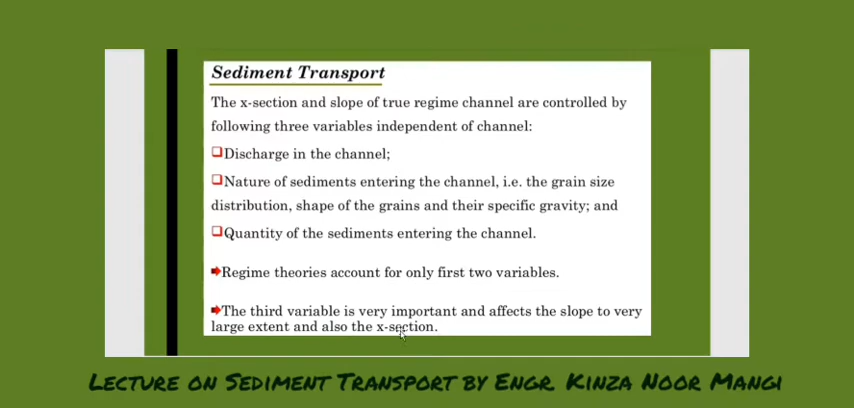 Sediment Transport
The x-section and slope of true regime channel are controlled by
following three variables independent of channel:
Discharge in the channel;
Nature of sediments entering the channel, i.e. the grain size
distribution, shape of the grains and their specific gravity; and
Quantity of the sediments entering the channel.
Regime theories account for only first two variables.
The third variable is very important and affects the slope to very
large extent and also the x-section.
Lecture on Sediment Transport by Engr. Kinza Noor Mangi